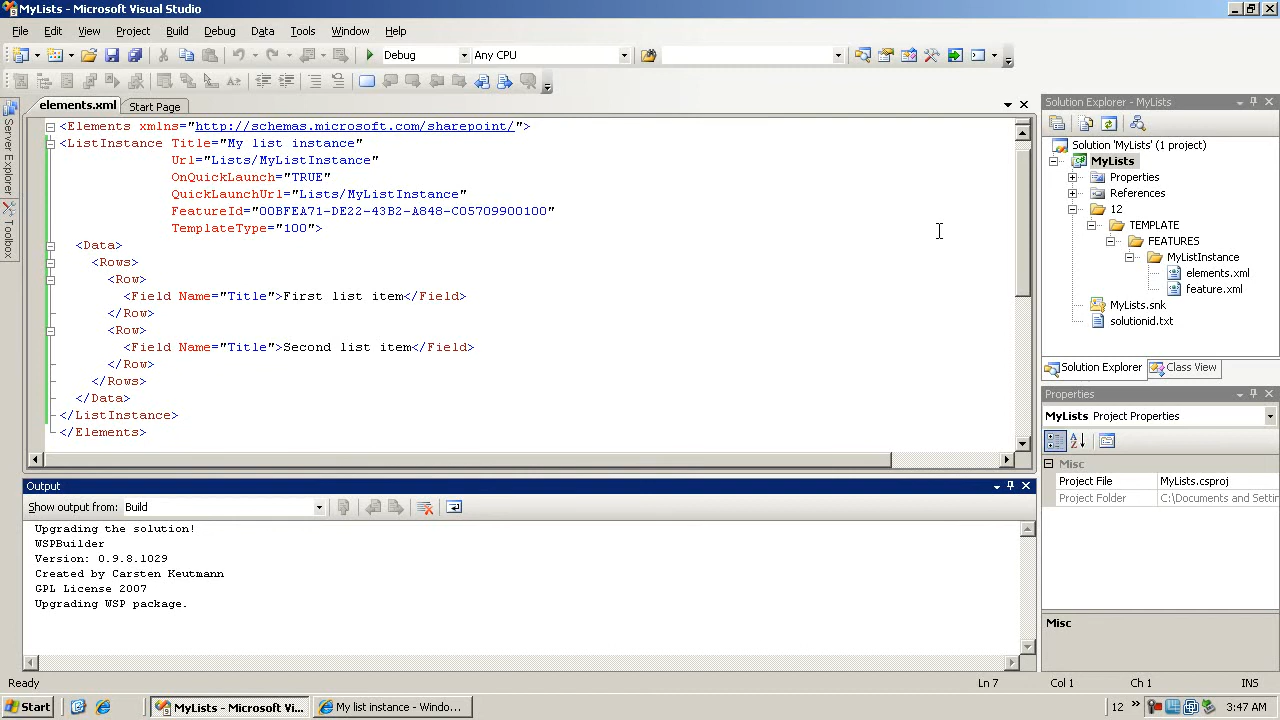 MyLists - Microsoft Visual Studio
File Edit View Project Build Debug Data Tools Window Help
Debug Any CPU
elements.xml Start Page
Server Explorer
Toolbox
<Elements xmlns="http://schemas.microsoft.com/sharepoint/">
<ListInstance Title="My list instance"
Url="Lists/MyListInstance"
OnQuickLaunch="TRUE"
QuickLaunchUrl="Lists/MyListInstance"
FeatureId="00BFEA71-DE22-43B2-A848-C05709900100"
TemplateType="100">
<Data>
<Rows>
<Row>
<Field Name="Title">First list item</Field>
</Row>
<Row>
<Field Name="Title">Second list item</Field>
</Row>
</Rows>
</Data>
</ListInstance>
</Elements>
Solution Explorer - MyLists
Solution 'MyLists' (1 project)
MyLists
Properties
References
12
TEMPLATE
FEATURES
MyListInstance
elements.xml
feature.xml
MyLists.snk
solutionid.txt
Solution Explorer Class View
Properties
MyLists Project Properties
Misc
Project File MyLists.csproj
Project Folder C:\Documents and Setti
Misc
Output
Show output from: Build
Upgrading the solution!
WSPBuilder
Version: 0.9.8.1029
Created by Carsten Keutmann
GPL License 2007
Upgrading WSP package.
Ready Ln 7 Col 1 Ch 1 INS
Start MyLists - Microsoft Vi... My list instance - Windo... 12 » 3:47 AM